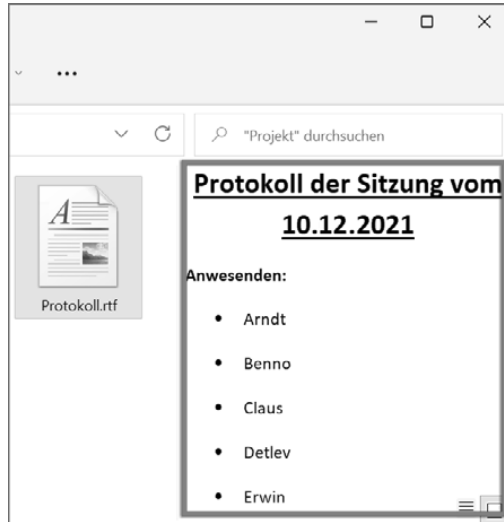 "Projekt" durchsuchen
Protokoll.rtf
Protokoll der Sitzung vom
10.12.2021
Anwesenden:
• Arndt
• Benno
• Claus
• Detlev
• Erwin